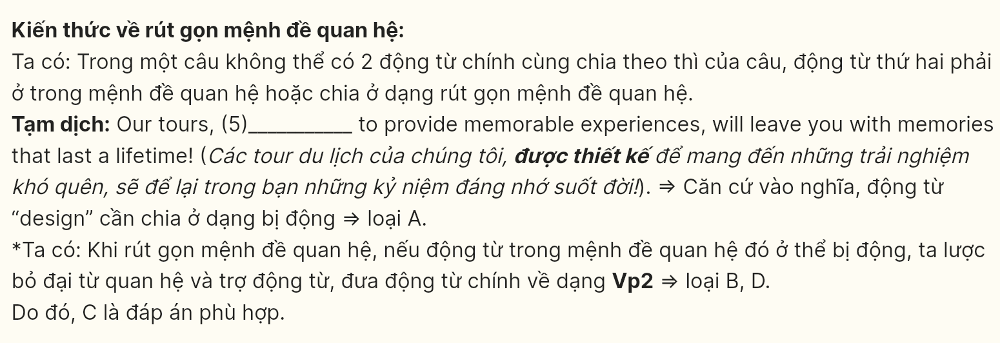 Kiến thức về rút gọn mệnh đề quan hệ:
Ta có: Trong một câu không thể có 2 động từ chính cùng chia theo thì của câu, động từ thứ hai phải
ở trong mệnh đề quan hệ hoặc chia ở dạng rút gọn mệnh đề quan hệ.
Tạm dịch: Our tours, (5)__________ to provide memorable experiences, will leave you with memories
that last a lifetime! (Các tour du lịch của chúng tôi, được thiết kế để mang đến những trải nghiệm
khó quên, sẽ để lại trong bạn những kỷ niệm đáng nhớ suốt đời!). ⇒ Căn cứ vào nghĩa, động từ
“design” cần chia ở dạng bị động ⇒ loại A.
*Ta có: Khi rút gọn mệnh đề quan hệ, nếu động từ trong mệnh đề quan hệ đó ở thể bị động, ta lược
bỏ đại từ quan hệ và trợ động từ, đưa động từ chính về dạng Vp2 ⇒ loại B, D.
Do đó, C là đáp án phù hợp.